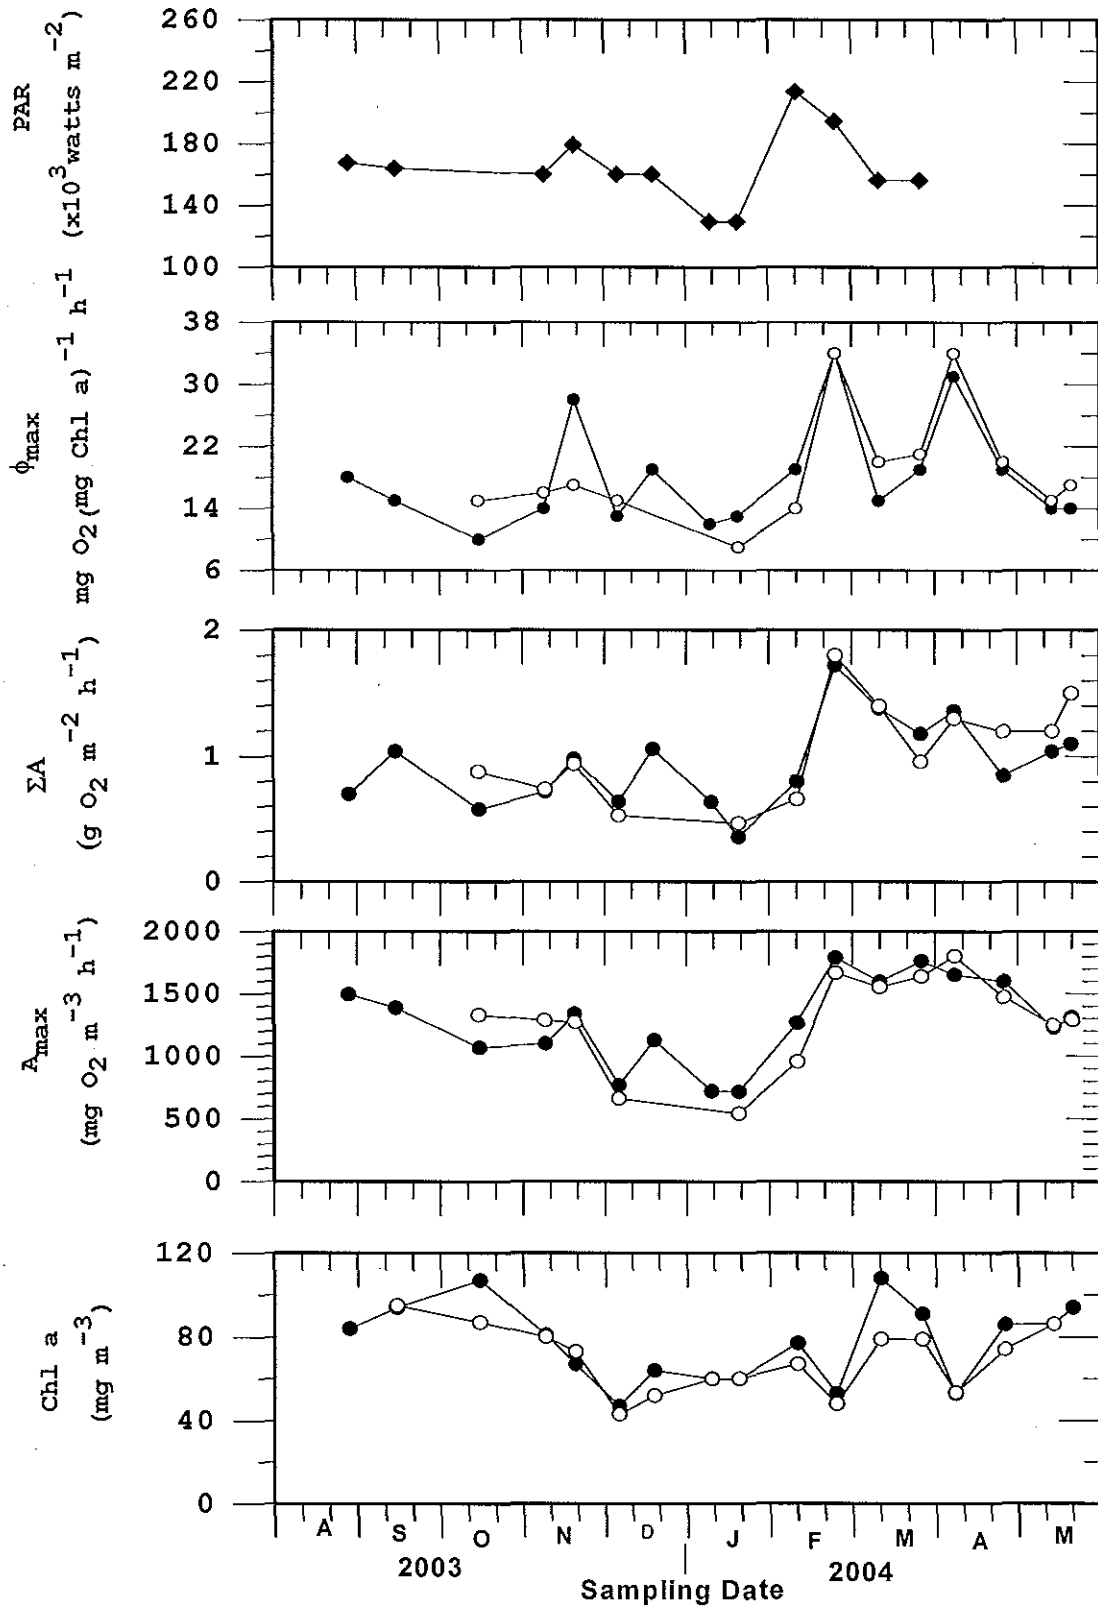 PAR
(x10³watts m⁻²)
260
220
180
140
100
ϕmax
mg O₂(mg Chl a)⁻¹ h⁻¹
38
30
22
14
6
ΣA
(g O₂ m⁻² h⁻¹)
2
1
0
Amax
(mg O₂ m⁻³ h⁻¹)
2000
1500
1000
500
0
Chl a
(mg m⁻³)
120
80
40
0
A S O N D J F M A M
2003 2004
Sampling Date